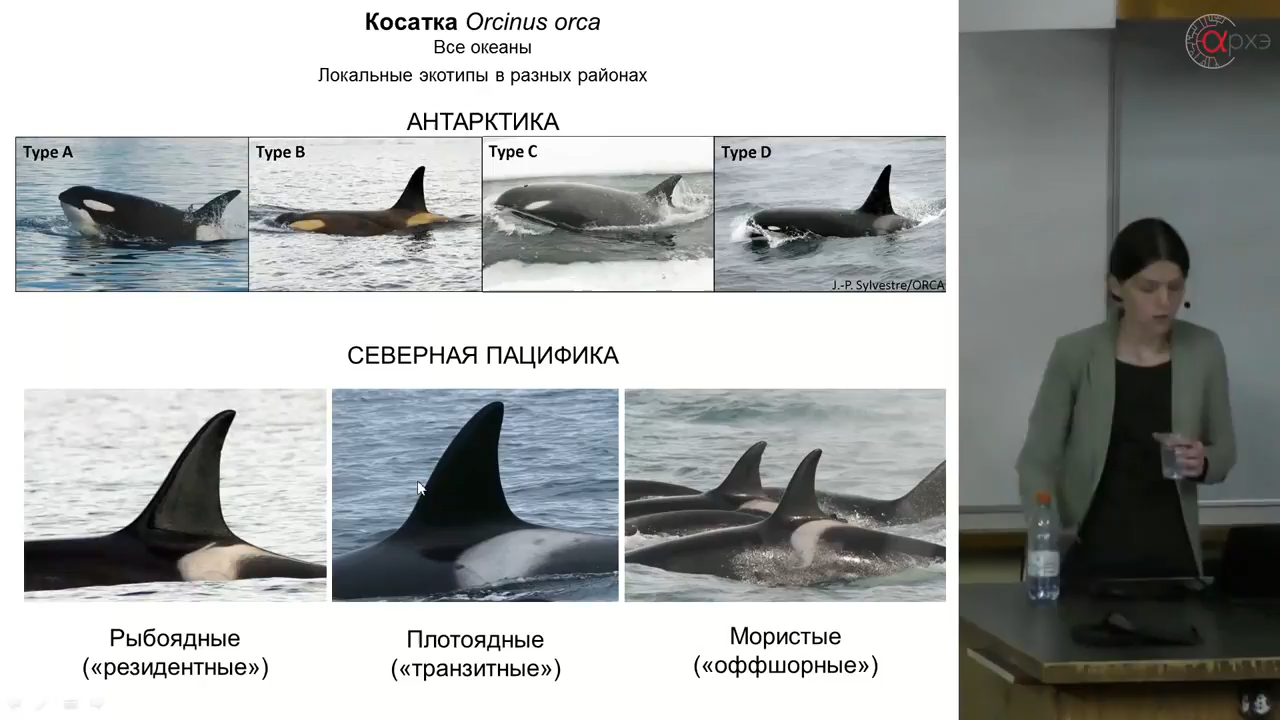 Косатка Orcinus orca
Все океаны
Локальные экотипы в разных районах
АНТАРКТИКА
Type A
Type B
Type C
Type D
J.-P. Sylvestre/ORCA
СЕВЕРНАЯ ПАЦИФИКА
Рыбоядные
(«резидентные»)
Плотоядные
(«транзитные»)
Мористые
(«оффшорные»)
αрхэ